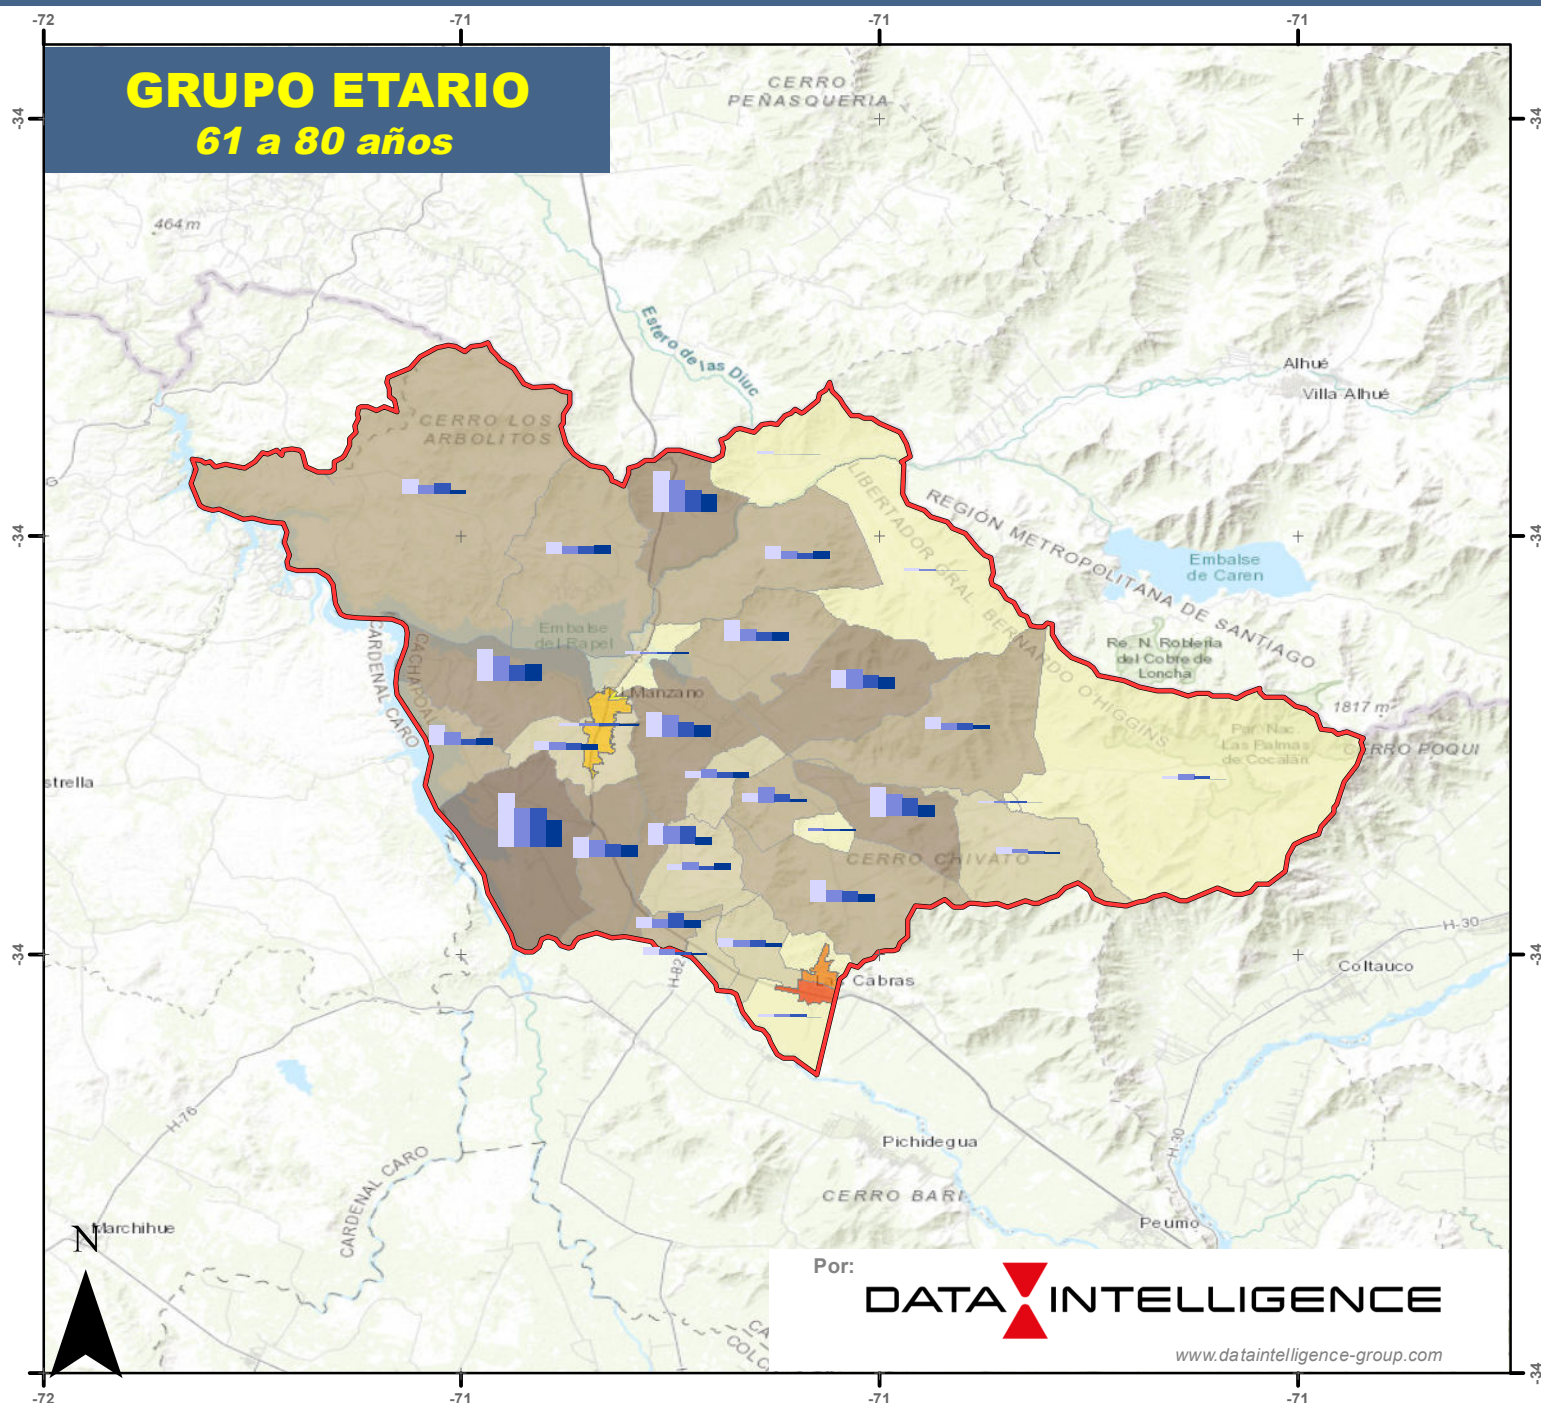 -72
-71
-71
-71
GRUPO ETARIO
61 a 80 años
CERRO
PEÑASQUERIA
-34
-34
464 m
Estero de las Diuc
Alhué
Villa Alhué
CERRO LOS
ARBOLITOS
LIBERTADOR GRAL. BERNARDO O'HIGGINS
REGIÓN METROPOLITANA DE SANTIAGO
-34
-34
Embalse
de Caren
Embalse
del Rapel
CARDENAL CARO
CACHAPOAL
Re. N. Robleria
del Cobre de
Loncha
Manzano
1817 m
Par. Nac.
Las Palmas
de Cocalán
CERRO POQUI
strella
CERRO CHIVATO
H-30
-34
-34
H-82
Las Cabras
Coltauco
H-76
H-30
Pichidegua
CARDENAL CARO
CERRO BARI
Peumo
Marchihue
N
Por:
DATA INTELLIGENCE
www.dataintelligence-group.com
-34
-34
-72
-71
-71
-71